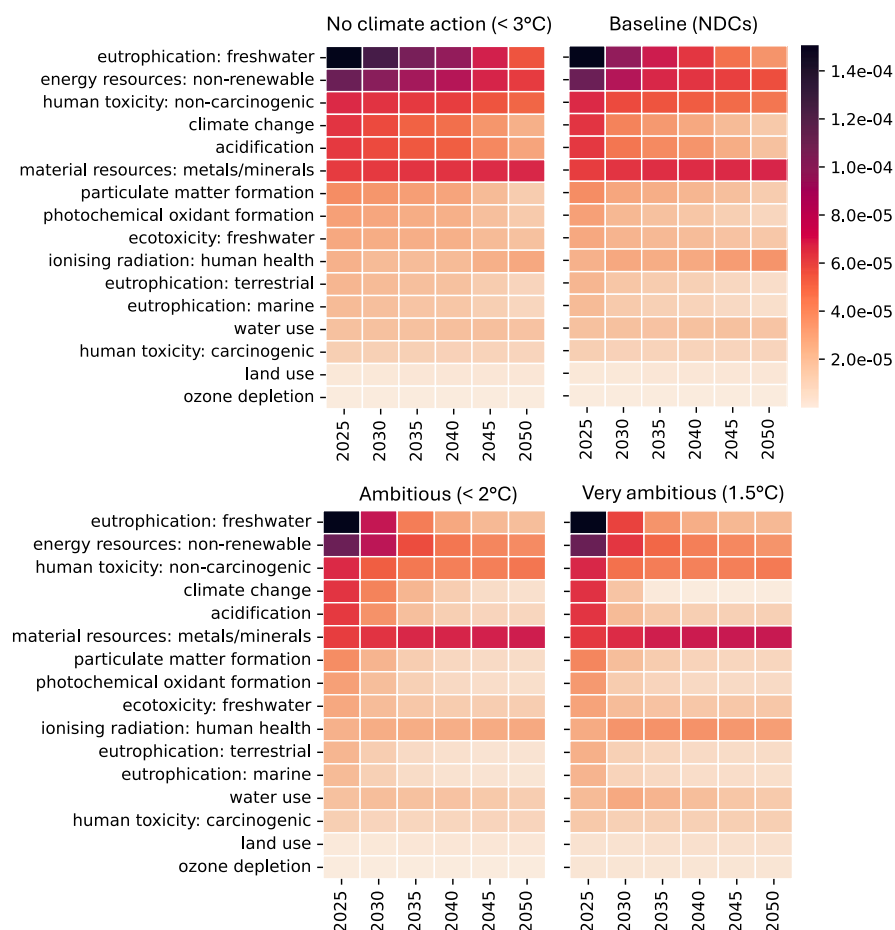 No climate action (< 3°C)
Baseline (NDCs)
eutrophication: freshwater
energy resources: non-renewable
human toxicity: non-carcinogenic
climate change
acidification
material resources: metals/minerals
particulate matter formation
photochemical oxidant formation
ecotoxicity: freshwater
ionising radiation: human health
eutrophication: terrestrial
eutrophication: marine
water use
human toxicity: carcinogenic
land use
ozone depletion
1.4e-04
1.2e-04
1.0e-04
8.0e-05
6.0e-05
4.0e-05
2.0e-05
2025 2030 2035 2040 2045 2050
2025 2030 2035 2040 2045 2050
Ambitious (< 2°C)
Very ambitious (1.5°C)
eutrophication: freshwater
energy resources: non-renewable
human toxicity: non-carcinogenic
climate change
acidification
material resources: metals/minerals
particulate matter formation
photochemical oxidant formation
ecotoxicity: freshwater
ionising radiation: human health
eutrophication: terrestrial
eutrophication: marine
water use
human toxicity: carcinogenic
land use
ozone depletion
2025 2030 2035 2040 2045 2050
2025 2030 2035 2040 2045 2050